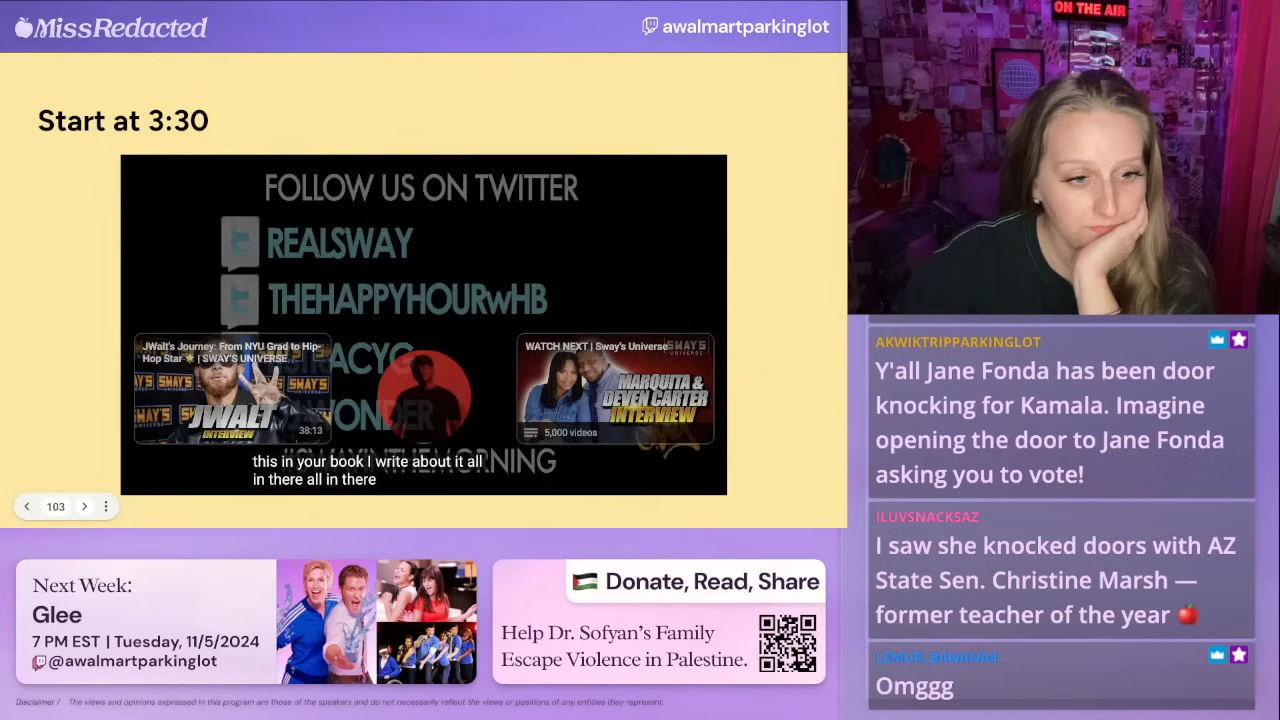 MissRedacted
awalmartparkinglot
ON THE AIR
Start at 3:30
FOLLOW US ON TWITTER
REALSWAY
THEHAPPYHOURwHB
TRACYG
WONDER
#SWAYINTHEMORNING
JWalt's Journey: From NYU Grad to Hip-
Hop Star 🌟 | SWAY'S UNIVERSE
SWAY'S
JWALT
INTERVIEW
38:13
WATCH NEXT | Sway's Universe
SWAY'S
UNIVERSE
MARQUITA &
DEVEN CARTER
INTERVIEW
5,000 videos
this in your book I write about it all
in there all in there
103
AKWIKTRIPPARKINGLOT
Y'all Jane Fonda has been door
knocking for Kamala. Imagine
opening the door to Jane Fonda
asking you to vote!
ILUVSNACKSAZ
I saw she knocked doors with AZ
State Sen. Christine Marsh —
former teacher of the year 🍎
LEMUR_BANANA4
Omggg
Next Week:
Glee
7 PM EST | Tuesday, 11/5/2024
@awalmartparkinglot
🇵🇸 Donate, Read, Share
Help Dr. Sofyan's Family
Escape Violence in Palestine.
Disclaimer / The views and opinions expressed in this program are those of the speakers and do not necessarily reflect the views or positions of any entities they represent